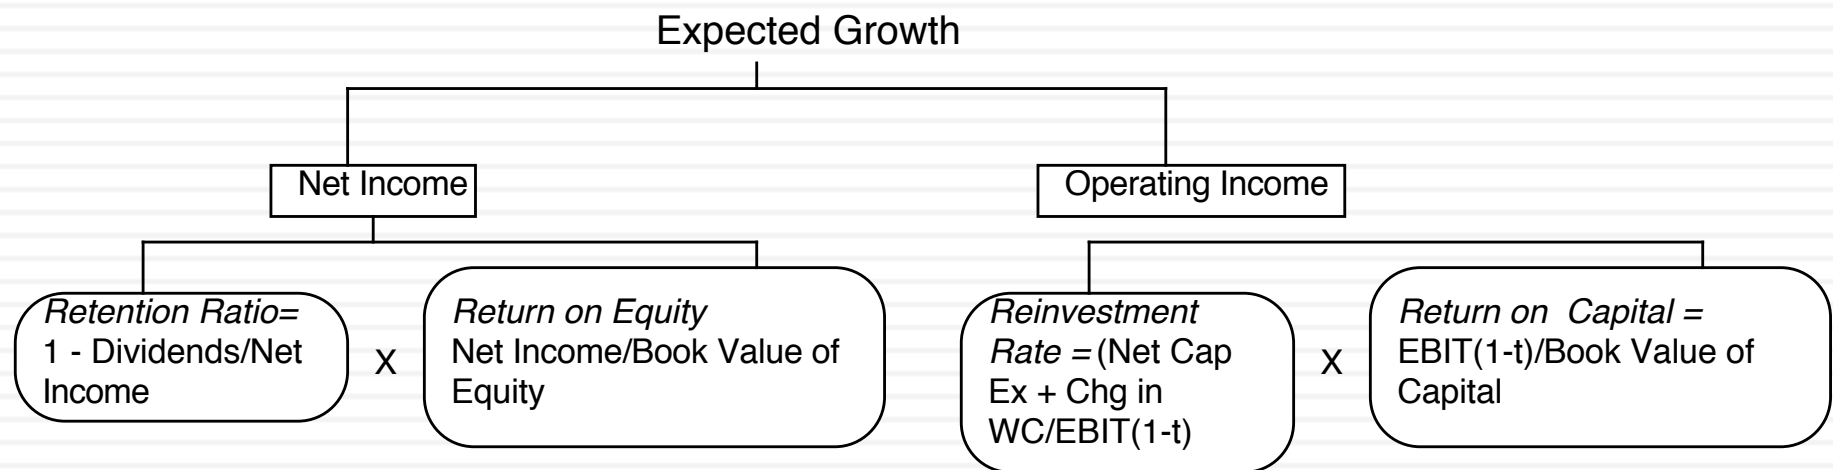 Expected Growth
Net Income
Operating Income
Retention Ratio=
1 - Dividends/Net
Income
X
Return on Equity
Net Income/Book Value of
Equity
Reinvestment
Rate = (Net Cap
Ex + Chg in
WC/EBIT(1-t)
X
Return on  Capital =
EBIT(1-t)/Book Value of
Capital